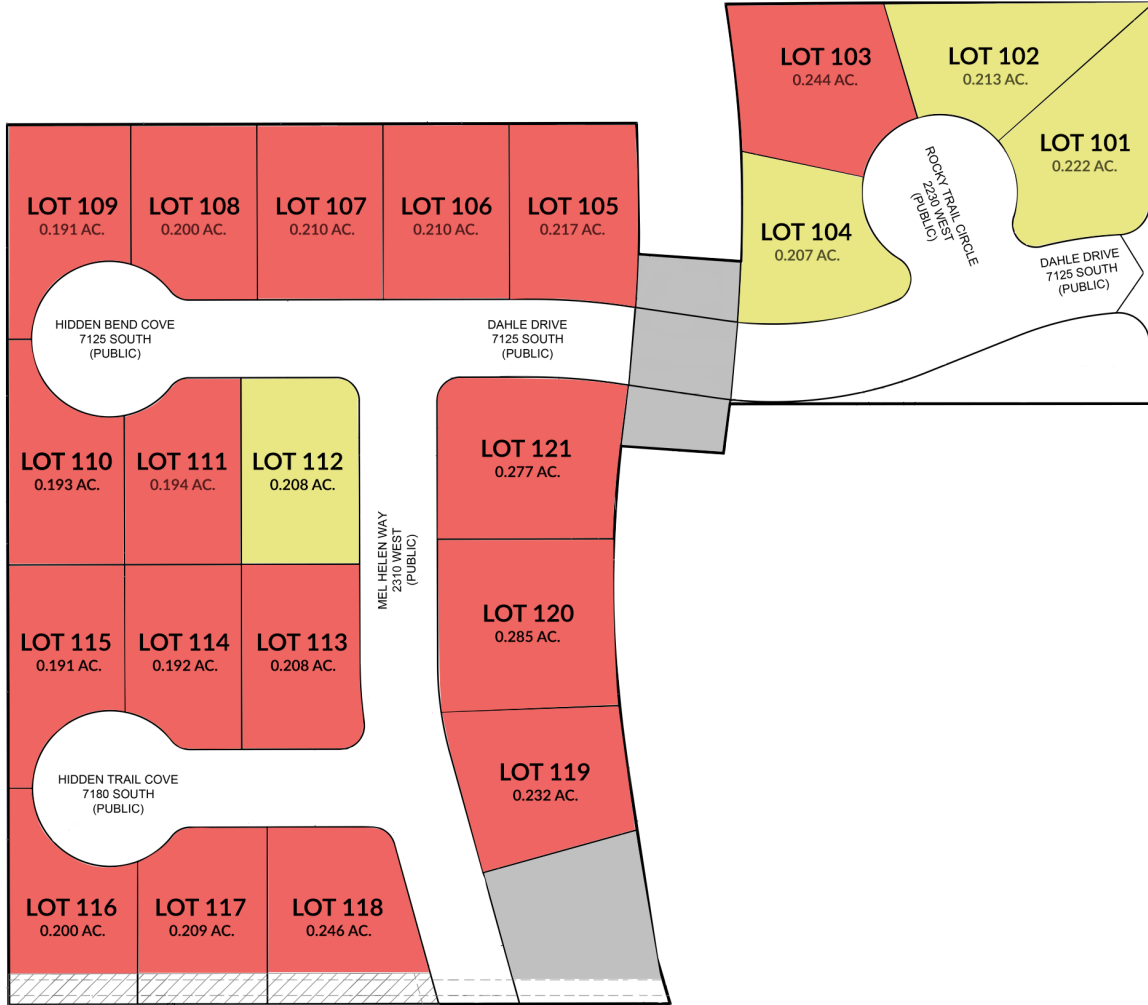 LOT 103
0.244 AC.
LOT 102
0.213 AC.
LOT 101
0.222 AC.
LOT 104
0.207 AC.
ROCKY TRAIL CIRCLE
2230 WEST
(PUBLIC)
DAHLE DRIVE
7125 SOUTH
(PUBLIC)
LOT 109
0.191 AC.
LOT 108
0.200 AC.
LOT 107
0.210 AC.
LOT 106
0.210 AC.
LOT 105
0.217 AC.
HIDDEN BEND COVE
7125 SOUTH
(PUBLIC)
DAHLE DRIVE
7125 SOUTH
(PUBLIC)
LOT 110
0.193 AC.
LOT 111
0.194 AC.
LOT 112
0.208 AC.
LOT 121
0.277 AC.
MEL HELEN WAY
2310 WEST
(PUBLIC)
LOT 115
0.191 AC.
LOT 114
0.192 AC.
LOT 113
0.208 AC.
LOT 120
0.285 AC.
HIDDEN TRAIL COVE
7180 SOUTH
(PUBLIC)
LOT 119
0.232 AC.
LOT 116
0.200 AC.
LOT 117
0.209 AC.
LOT 118
0.246 AC.